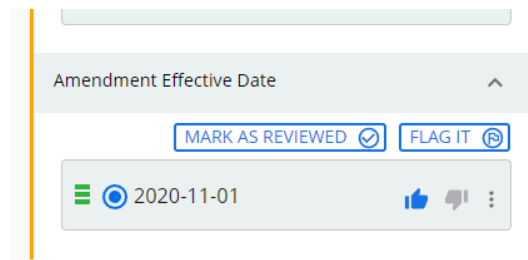 Amendment Effective Date
MARK AS REVIEWED FLAG IT
2020-11-01